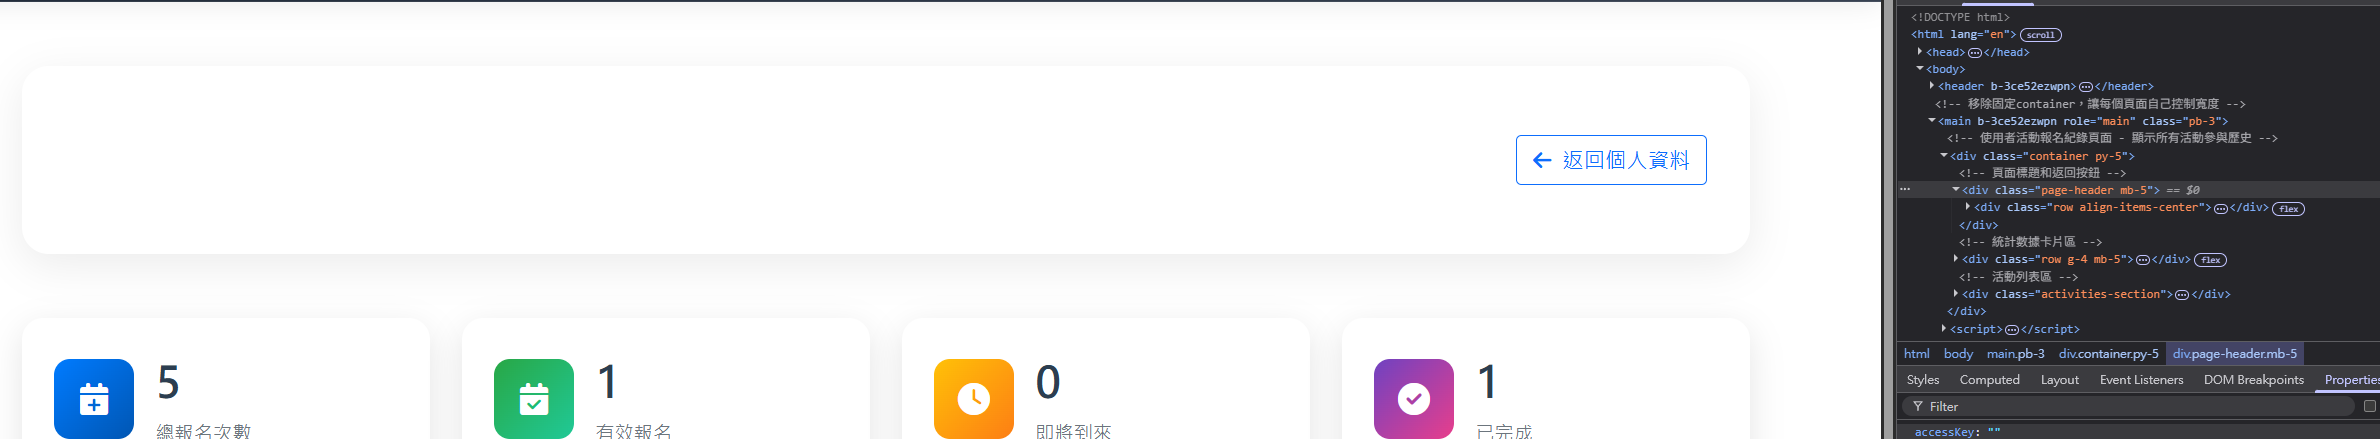 返回個人資料
5
總報名次數
1
有效報名
0
即將到來
1
已完成
<!DOCTYPE html>
<html lang="en"> scroll
<head> ⋯ </head>
<body>
<header b-3ce52ezwpn> ⋯ </header>
<!-- 移除固定container，讓每個頁面自己控制寬度 -->
<main b-3ce52ezwpn role="main" class="pb-3">
<!-- 使用者活動報名紀錄頁面 - 顯示所有活動參與歷史 -->
<div class="container py-5">
<!-- 頁面標題和返回按鈕 -->
<div class="page-header mb-5"> == $0
<div class="row align-items-center"> ⋯ </div> flex
</div>
<!-- 統計數據卡片區 -->
<div class="row g-4 mb-5"> ⋯ </div> flex
<!-- 活動列表區 -->
<div class="activities-section"> ⋯ </div>
</div>
<script> ⋯ </script>
html body main.pb-3 div.container.py-5 div.page-header.mb-5
Styles Computed Layout Event Listeners DOM Breakpoints Properties
Filter
accessKey: ""